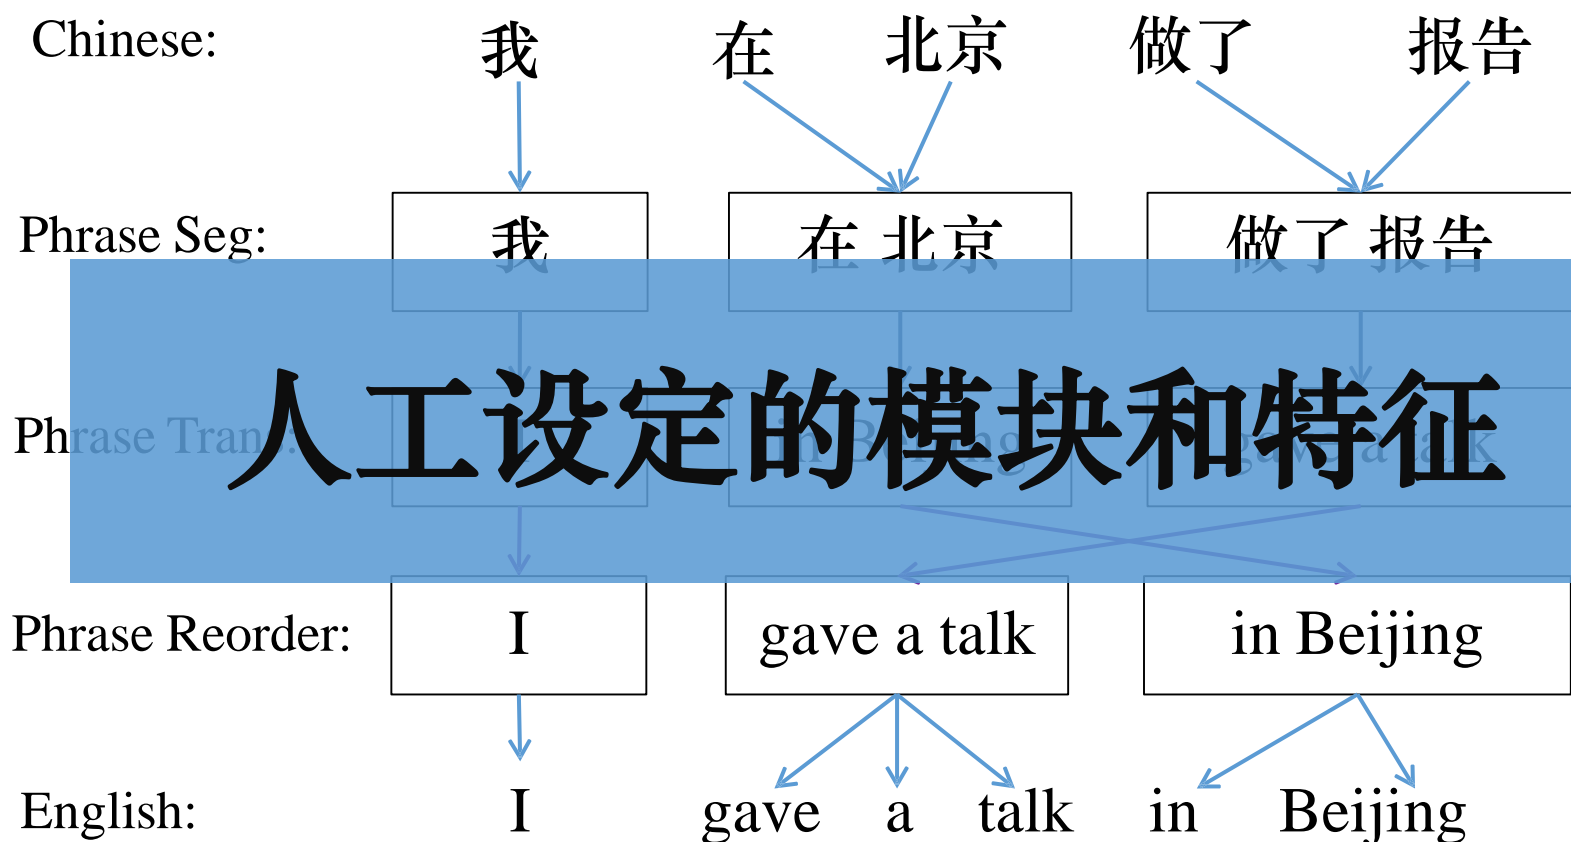 Chinese: 我 在 北京 做了 报告
Phrase Seg: 我 在 北京 做了 报告
Phrase Tran
人工设定的模块和特征
Phrase Reorder: I gave a talk in Beijing
English: I gave a talk in Beijing